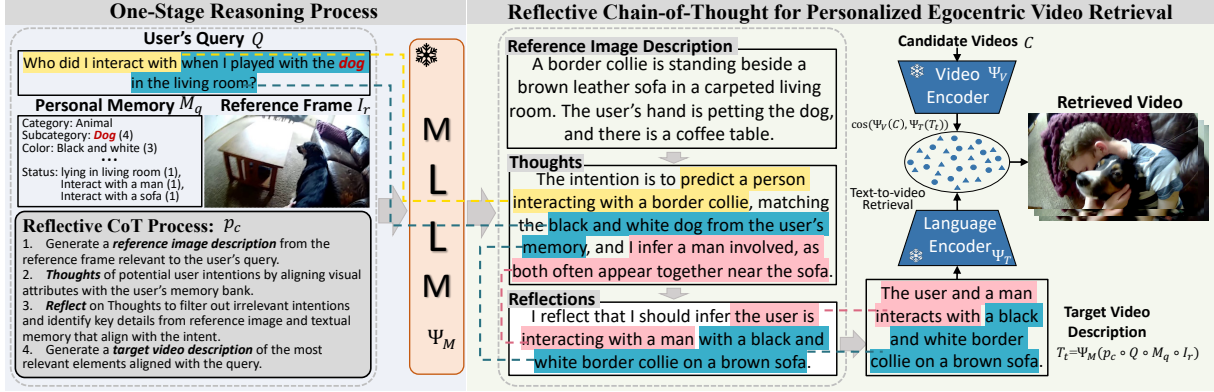 One-Stage Reasoning Process
User's Query Q
Who did I interact with when I played with the dog
in the living room?
Personal Memory M_q
Category: Animal
Subcategory: Dog (4)
Color: Black and white (3)
...
Status: lying in living room (1),
Interact with a man (1),
Interact with a sofa (1)
Reference Frame I_r
Reflective CoT Process: p_c
1. Generate a reference image description from the
reference frame relevant to the user's query.
2. Thoughts of potential user intentions by aligning visual
attributes with the user's memory bank.
3. Reflect on Thoughts to filter out irrelevant intentions
and identify key details from reference image and textual
memory that align with the intent.
4. Generate a target video description of the most
relevant elements aligned with the query.
M
L
L
M
Ψ_M
Reflective Chain-of-Thought for Personalized Egocentric Video Retrieval
Reference Image Description
A border collie is standing beside a
brown leather sofa in a carpeted living
room. The user's hand is petting the dog,
and there is a coffee table.
Thoughts
The intention is to predict a person
interacting with a border collie, matching
the black and white dog from the user's
memory, and I infer a man involved, as
both often appear together near the sofa.
Reflections
I reflect that I should infer the user is
interacting with a man with a black and
white border collie on a brown sofa.
Candidate Videos C
Video Ψ_V
Encoder
cos(Ψ_V(C), Ψ_T(T_t))
Text-to-video
Retrieval
Language
Encoder
Ψ_T
Retrieved Video
The user and a man
interacts with a black
and white border
collie on a brown sofa.
Target Video
Description
T_t=Ψ_M(p_c ∘ Q ∘ M_q ∘ I_r)